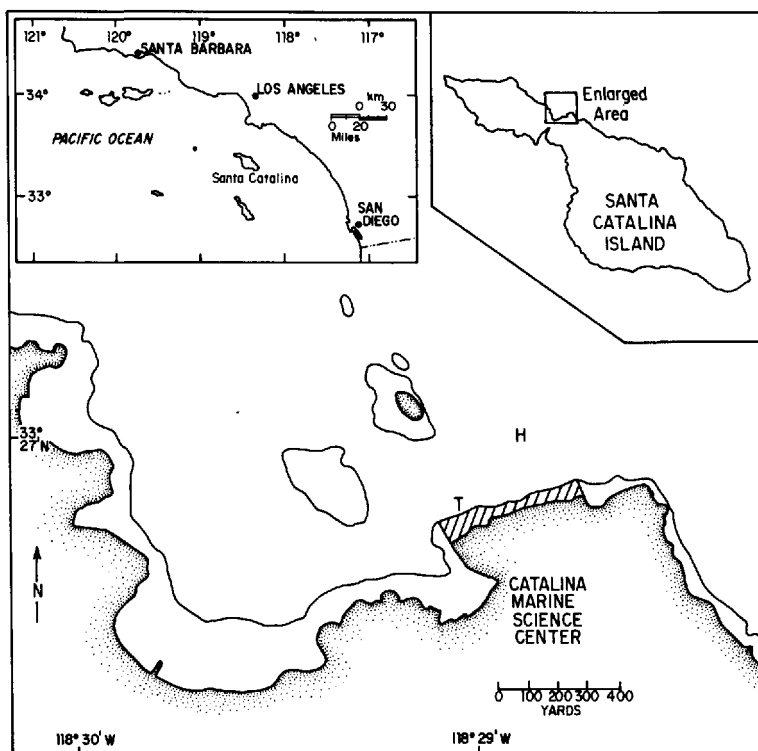 121° 120° 119° 118° 117°
SANTA BARBARA
LOS ANGELES
34°
0 km 30
0 20
Miles
PACIFIC OCEAN
Santa Catalina
33°
SAN
DIEGO
Enlarged
Area
SANTA
CATALINA
ISLAND
33°
27'N
H
T
N
CATALINA
MARINE
SCIENCE
CENTER
0 100 200 300 400
YARDS
118° 30' W
118° 29' W